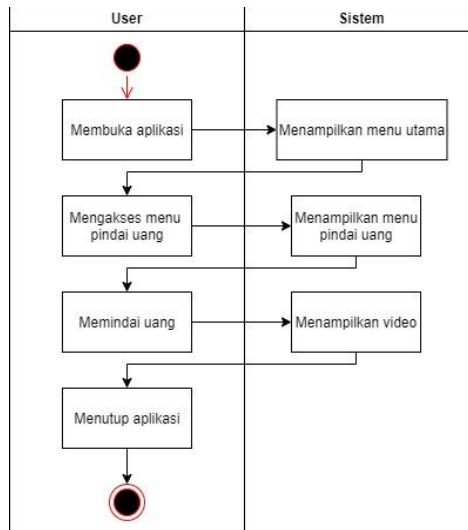 User
Sistem
Membuka aplikasi
Menampilkan menu utama
Mengakses menu
pindai uang
Menampilkan menu
pindai uang
Memindai uang
Menampilkan video
Menutup aplikasi